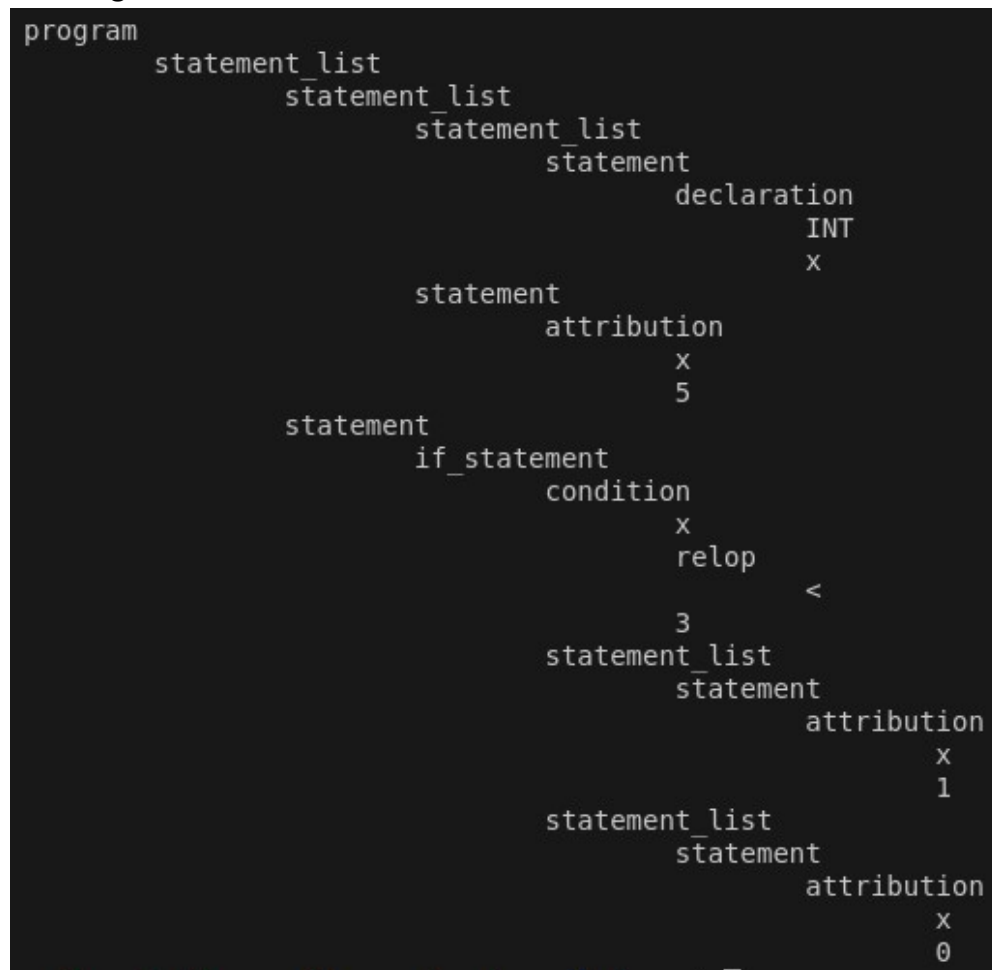 program
statement_list
statement_list
statement_list
statement
declaration
INT
x
statement
attribution
x
5
statement
if_statement
condition
x
relop
<
3
statement_list
statement
attribution
x
1
statement_list
statement
attribution
x
0